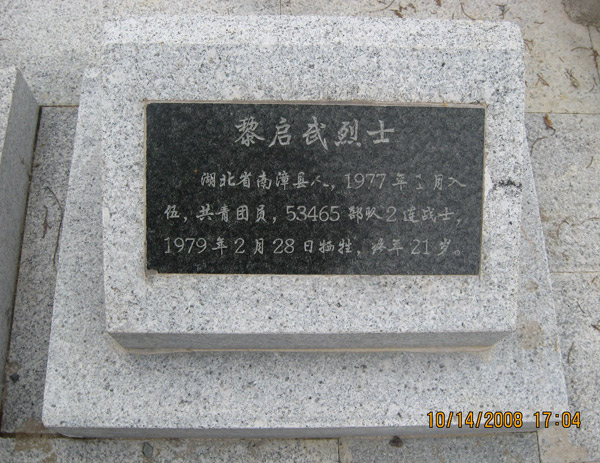 黎启武烈士
湖北省南漳县人，1977年 月入
伍，共青团员，53465部队2连战士，
1979年2月28日牺牲，终年21岁。
10/14/2008 17:04